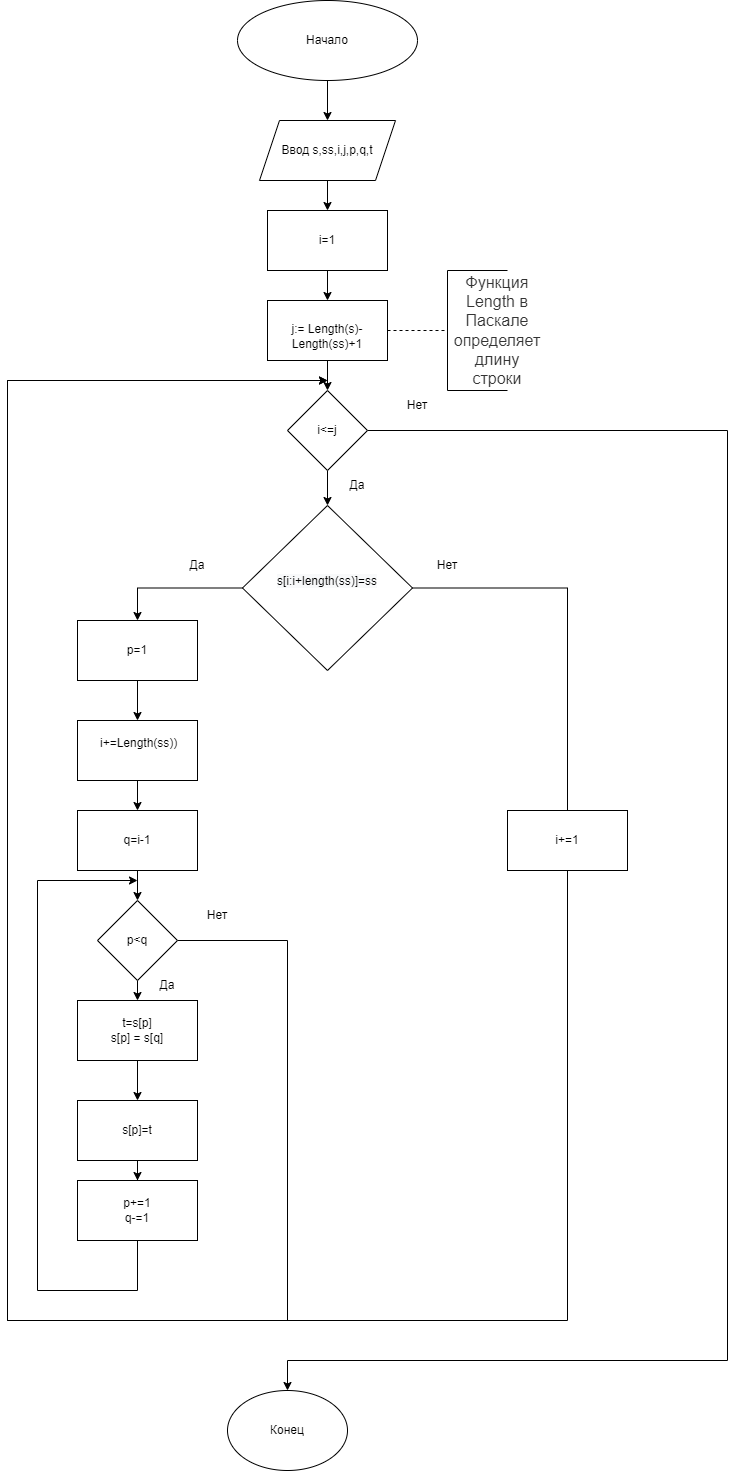 Начало
Ввод s,ss,i,j,p,q,t
i=1
j:= Length(s)-
Length(ss)+1
Функция
Length в
Паскале
определяет
длину
строки
i<=j
Нет
Да
s[i:i+length(ss)]=ss
Да
Нет
p=1
i+=Length(ss))
q=i-1
i+=1
p<q
Нет
Да
t=s[p]
s[p] = s[q]
s[p]=t
p+=1
q-=1
Конец